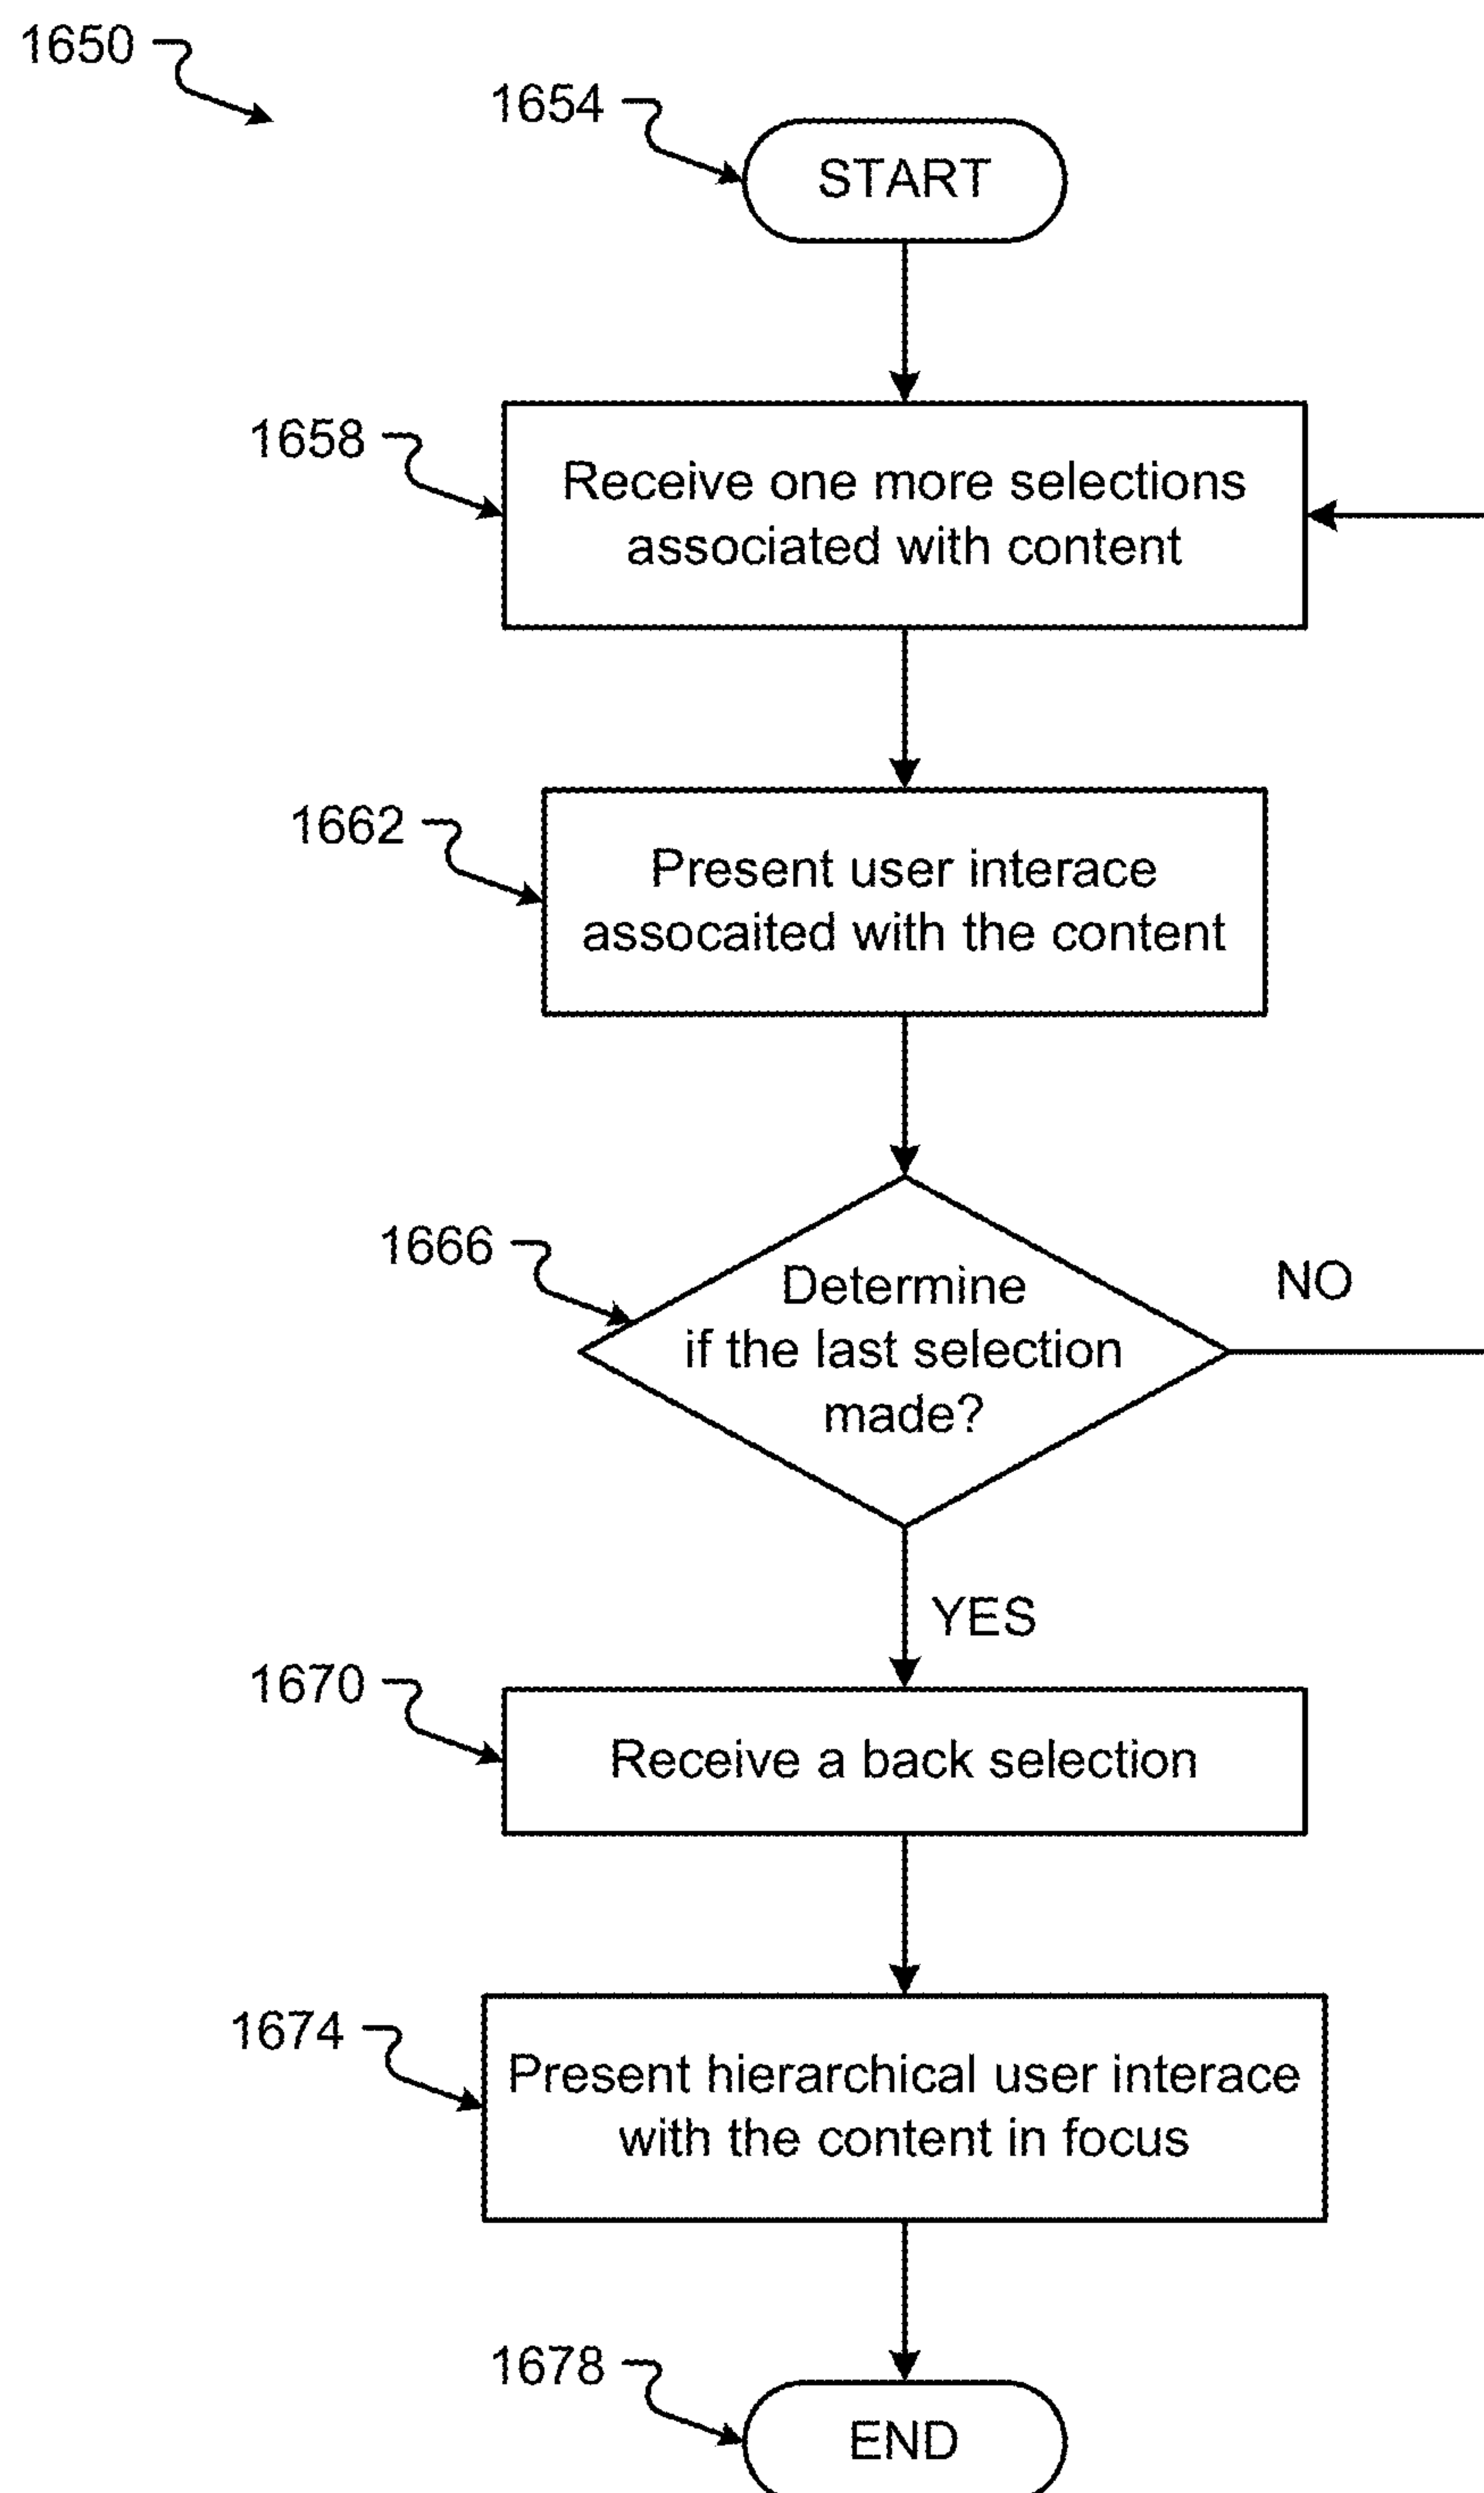 1650
1654
START
1658
Receive one more selections
associated with content
1662
Present user interace
assocaited with the content
1666
Determine
if the last selection
made?
NO
YES
1670
Receive a back selection
1674
Present hierarchical user interace
with the content in focus
1678
END